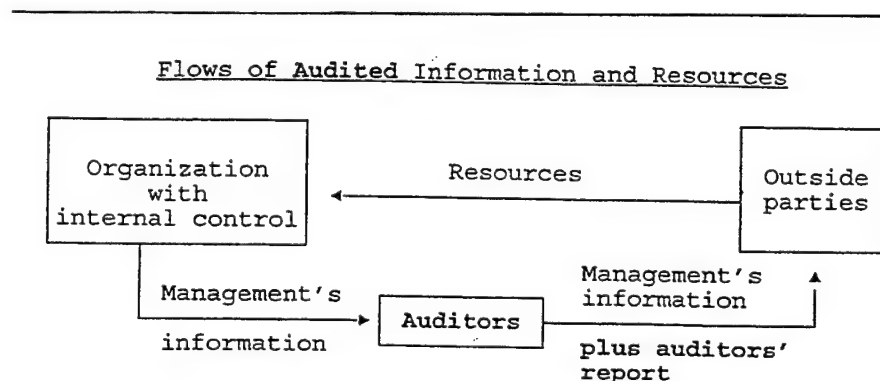 Flows of Audited Information and Resources
Organization
with
internal control
Resources
Outside
parties
Management's
information
Auditors
Management's
information
plus auditors'
report